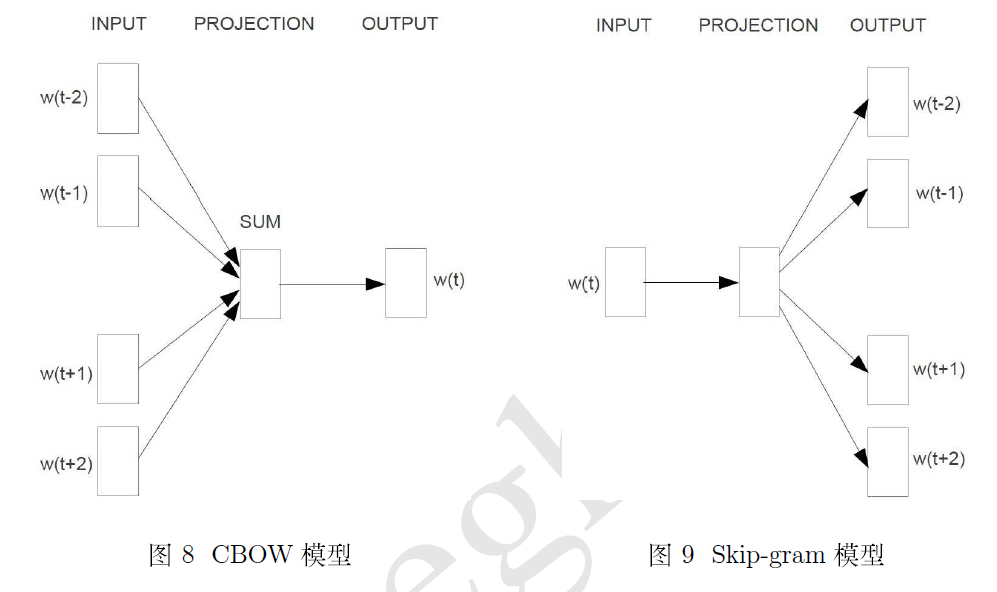 INPUT PROJECTION OUTPUT
w(t-2)
w(t-1)
SUM
w(t)
w(t+1)
w(t+2)
图 8 CBOW 模型
INPUT PROJECTION OUTPUT
w(t-2)
w(t-1)
w(t)
w(t+1)
w(t+2)
图 9 Skip-gram 模型